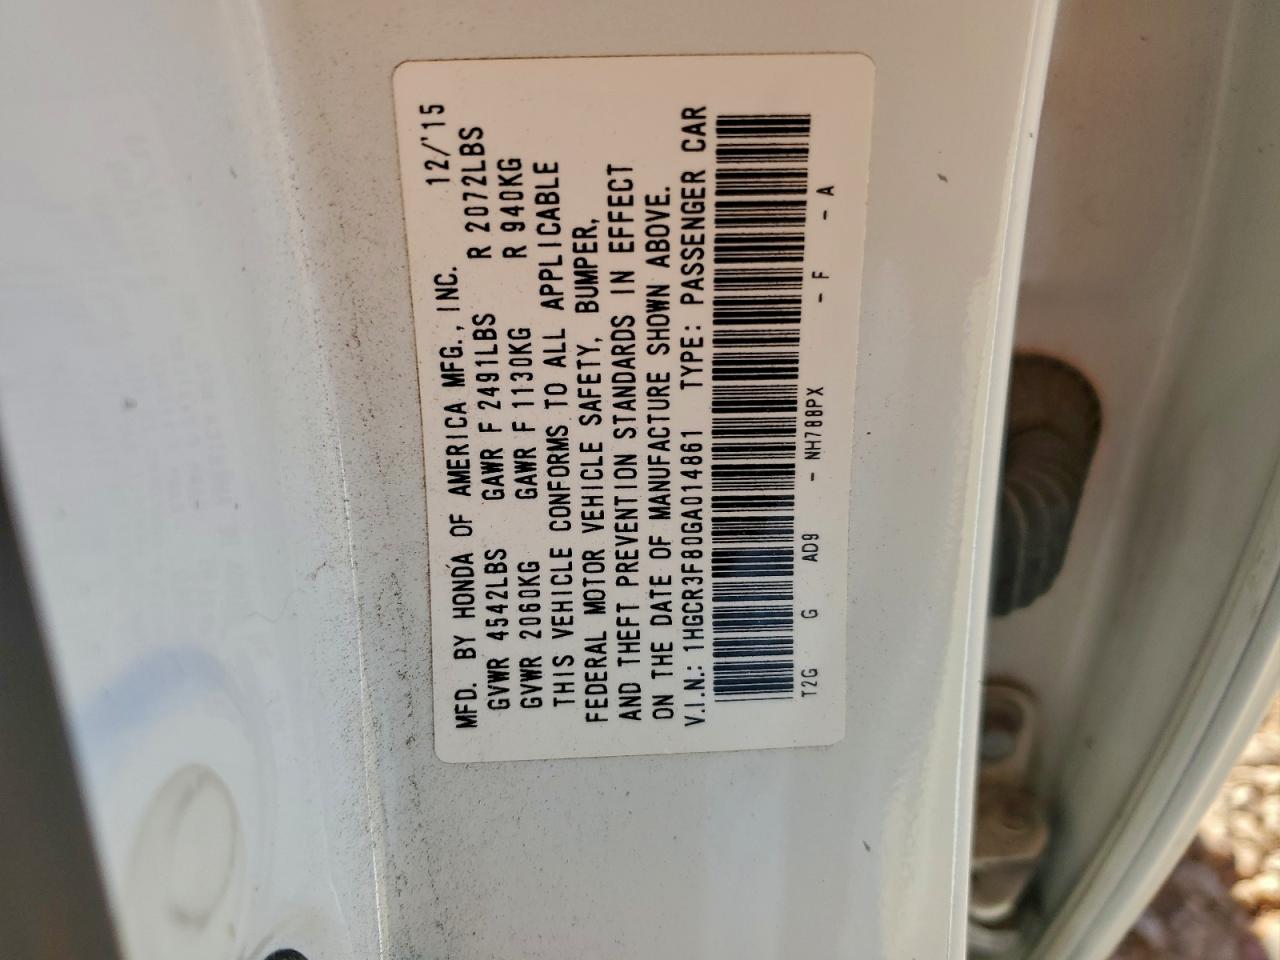 MFD. BY HONDA OF AMERICA MFG., INC. 12/'15
GVWR 4542LBS GAWR F 2491LBS R 2072LBS
GVWR 2060KG GAWR F 1130KG R 940KG
THIS VEHICLE CONFORMS TO ALL APPLICABLE
FEDERAL MOTOR VEHICLE SAFETY, BUMPER,
AND THEFT PREVENTION STANDARDS IN EFFECT
ON THE DATE OF MANUFACTURE SHOWN ABOVE.
V.I.N.: 1HGCR3F80GA014861 TYPE: PASSENGER CAR
T2G G AD9 - NH788PX - F - A